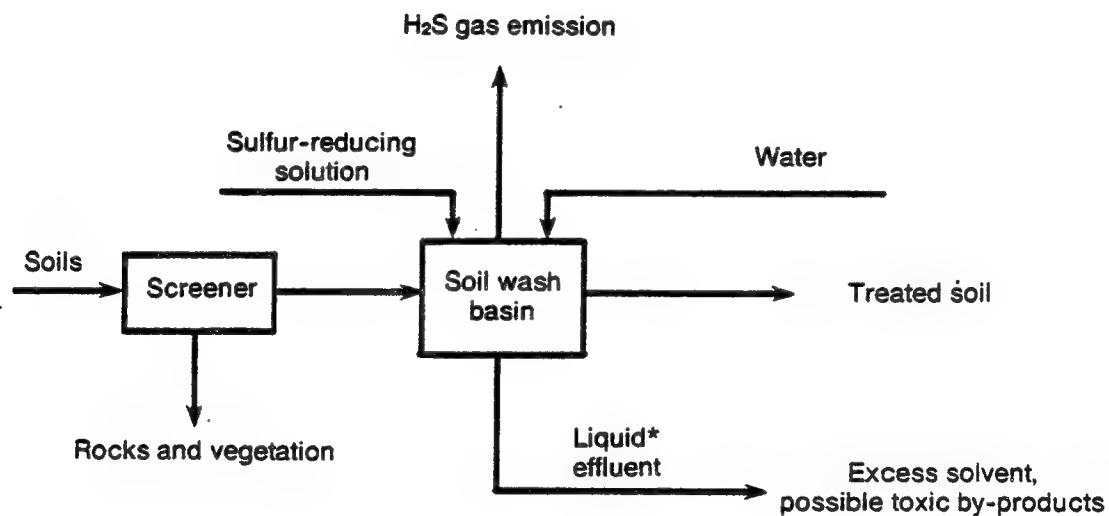 H₂S gas emission
Sulfur-reducing
solution
Water
Soils
Screener
Soil wash
basin
Treated soil
Rocks and vegetation
Liquid*
effluent
Excess solvent,
possible toxic by-products